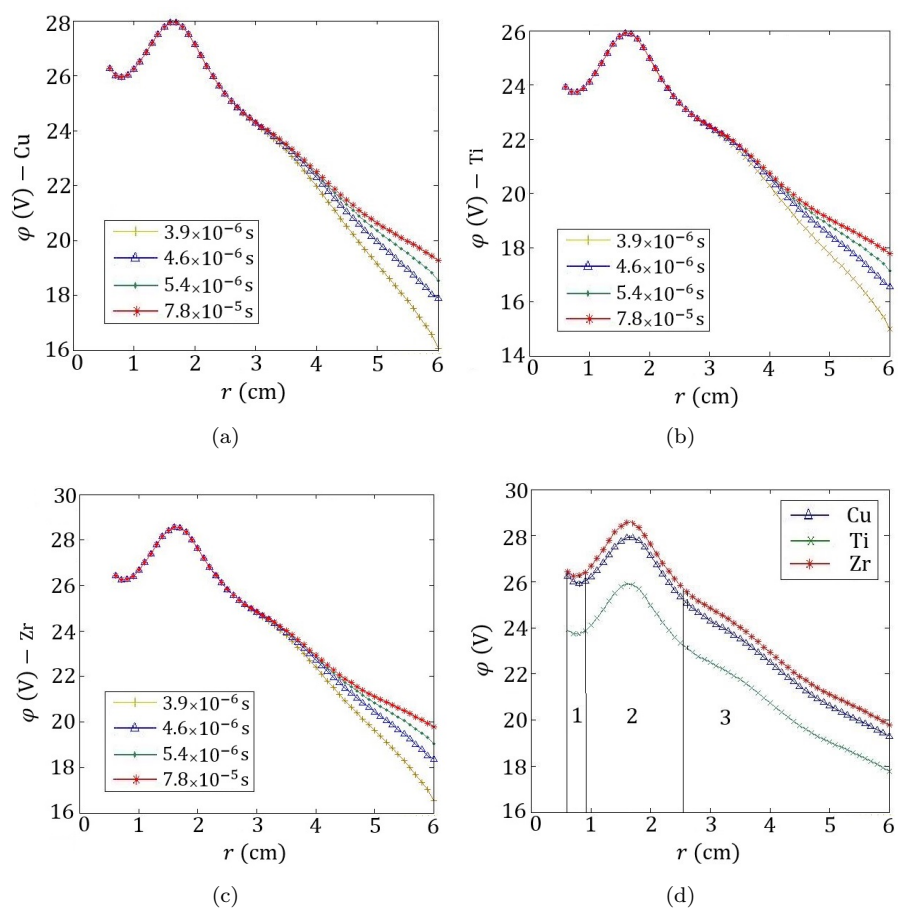 28
26
24
22
20
18
16
φ (V) − Cu
3.9×10⁻⁶ s
4.6×10⁻⁶ s
5.4×10⁻⁶ s
7.8×10⁻⁵ s
0 1 2 3 4 5 6
r (cm)
(a)
26
24
22
20
18
16
14
φ (V) − Ti
3.9×10⁻⁶ s
4.6×10⁻⁶ s
5.4×10⁻⁶ s
7.8×10⁻⁵ s
0 1 2 3 4 5 6
r (cm)
(b)
30
28
26
24
22
20
18
16
φ (V) − Zr
3.9×10⁻⁶ s
4.6×10⁻⁶ s
5.4×10⁻⁶ s
7.8×10⁻⁵ s
0 1 2 3 4 5 6
r (cm)
(c)
30
28
26
24
22
20
18
16
φ (V)
Cu
Ti
Zr
1 2 3
0 1 2 3 4 5 6
r (cm)
(d)